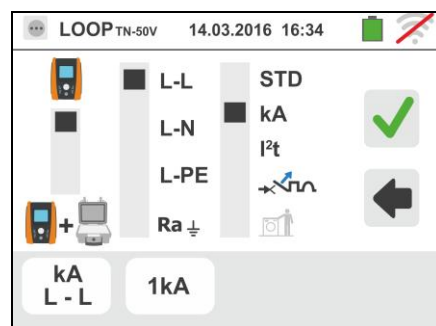 LOOP TN-50V 14.03.2016 16:34
L-L
L-N
L-PE
Ra
STD
kA
I²t
+
kA
L - L
1kA